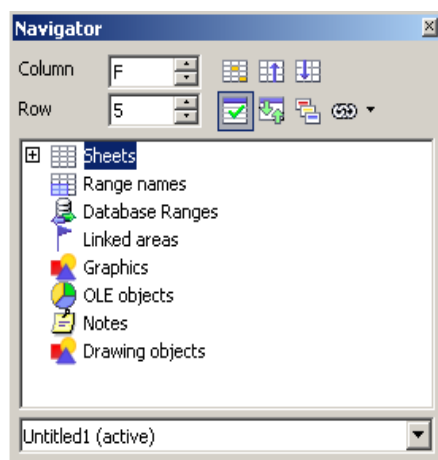 Navigator
Column F
Row 5
Sheets
Range names
Database Ranges
Linked areas
Graphics
OLE objects
Notes
Drawing objects
Untitled1 (active)